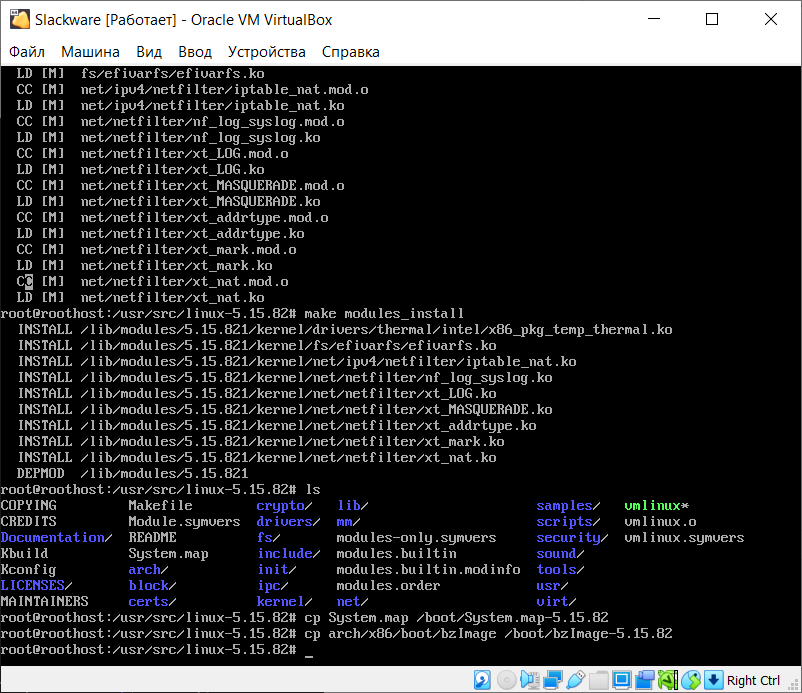 Slackware [Работает] - Oracle VM VirtualBox
Файл Машина Вид Ввод Устройства Справка
LD [M] fs/efivarfs/efivarfs.ko
CC [M] net/ipv4/netfilter/iptable_nat.mod.o
LD [M] net/ipv4/netfilter/iptable_nat.ko
CC [M] net/netfilter/nf_log_syslog.mod.o
LD [M] net/netfilter/nf_log_syslog.ko
CC [M] net/netfilter/xt_LOG.mod.o
LD [M] net/netfilter/xt_LOG.ko
CC [M] net/netfilter/xt_MASQUERADE.mod.o
LD [M] net/netfilter/xt_MASQUERADE.ko
CC [M] net/netfilter/xt_addrtype.mod.o
LD [M] net/netfilter/xt_addrtype.ko
CC [M] net/netfilter/xt_mark.mod.o
LD [M] net/netfilter/xt_mark.ko
CC [M] net/netfilter/xt_nat.mod.o
LD [M] net/netfilter/xt_nat.ko
root@roothost:/usr/src/linux-5.15.82# make modules_install
INSTALL /lib/modules/5.15.821/kernel/drivers/thermal/intel/x86_pkg_temp_thermal.ko
INSTALL /lib/modules/5.15.821/kernel/fs/efivarfs/efivarfs.ko
INSTALL /lib/modules/5.15.821/kernel/net/ipv4/netfilter/iptable_nat.ko
INSTALL /lib/modules/5.15.821/kernel/net/netfilter/nf_log_syslog.ko
INSTALL /lib/modules/5.15.821/kernel/net/netfilter/xt_LOG.ko
INSTALL /lib/modules/5.15.821/kernel/net/netfilter/xt_MASQUERADE.ko
INSTALL /lib/modules/5.15.821/kernel/net/netfilter/xt_addrtype.ko
INSTALL /lib/modules/5.15.821/kernel/net/netfilter/xt_mark.ko
INSTALL /lib/modules/5.15.821/kernel/net/netfilter/xt_nat.ko
DEPMOD /lib/modules/5.15.821
root@roothost:/usr/src/linux-5.15.82# ls
COPYING Makefile crypto/ lib/ samples/ vmlinux*
CREDITS Module.symvers drivers/ mm/ scripts/ vmlinux.o
Documentation/ README fs/ modules-only.symvers security/ vmlinux.symvers
Kbuild System.map include/ modules.builtin sound/
Kconfig arch/ init/ modules.builtin.modinfo tools/
LICENSES/ block/ ipc/ modules.order usr/
MAINTAINERS certs/ kernel/ net/ virt/
root@roothost:/usr/src/linux-5.15.82# cp System.map /boot/System.map-5.15.82
root@roothost:/usr/src/linux-5.15.82# cp arch/x86/boot/bzImage /boot/bzImage-5.15.82
root@roothost:/usr/src/linux-5.15.82# _
Right Ctrl